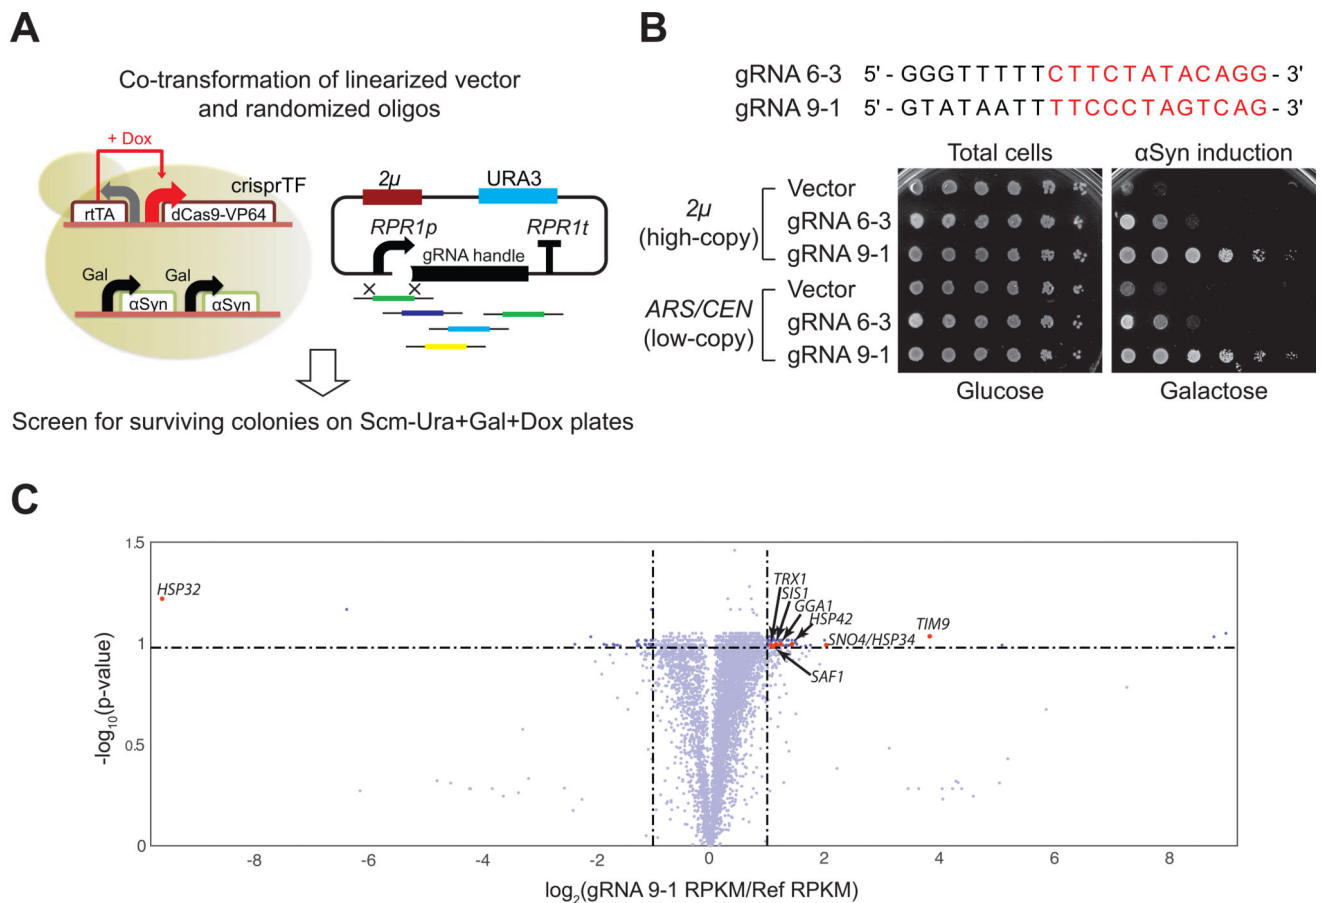 A
Co-transformation of linearized vector
and randomized oligos
+ Dox
crisprTF
rtTA
dCas9-VP64
Gal
Gal
αSyn
αSyn
2μ
URA3
RPR1p
RPR1t
gRNA handle
Screen for surviving colonies on Scm-Ura+Gal+Dox plates
B
gRNA 6-3 5' - GGGTTTTTCTTCTATACAGG - 3'
gRNA 9-1 5' - GTATAATTTTCCCTAGTCAG - 3'
Total cells
αSyn induction
2μ
(high-copy)
Vector
gRNA 6-3
gRNA 9-1
ARS/CEN
(low-copy)
Vector
gRNA 6-3
gRNA 9-1
Glucose
Galactose
C
-log10(p-value)
1.5
1
0.5
0
HSP32
TRX1
SIS1
GGA1
HSP42
TIM9
SNO4/HSP34
SAF1
-8 -6 -4 -2 0 2 4 6 8
log2(gRNA 9-1 RPKM/Ref RPKM)